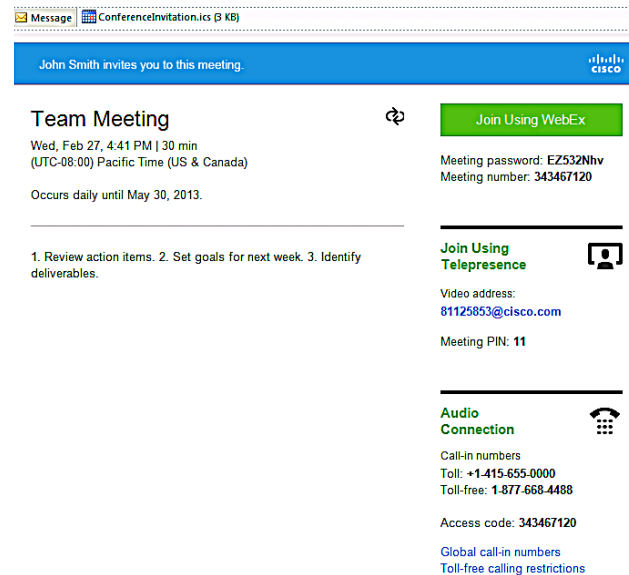 Message ConferenceInvitation.ics (3 KB)
John Smith invites you to this meeting.
cisco
Team Meeting
Wed, Feb 27, 4:41 PM | 30 min
(UTC-08:00) Pacific Time (US & Canada)
Occurs daily until May 30, 2013.
1. Review action items. 2. Set goals for next week. 3. Identify
deliverables.
Join Using WebEx
Meeting password: EZ532Nhv
Meeting number: 343467120
Join Using
Telepresence
Video address:
81125853@cisco.com
Meeting PIN: 11
Audio
Connection
Call-in numbers
Toll: +1-415-655-0000
Toll-free: 1-877-668-4488
Access code: 343467120
Global call-in numbers
Toll-free calling restrictions